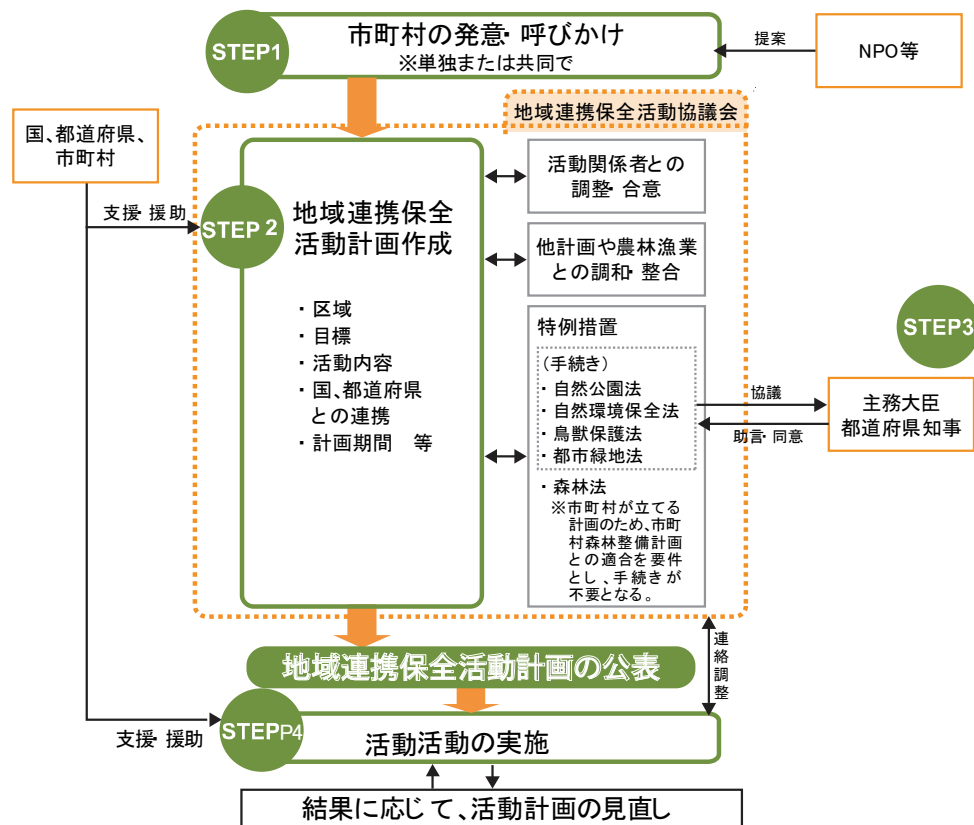 STEP1
市町村の発意・呼びかけ
※単独または共同で
提案
NPO等
国、都道府県、
市町村
支援・援助
地域連携保全活動協議会
STEP 2
地域連携保全
活動計画作成
・区域
・目標
・活動内容
・国、都道府県
との連携
・計画期間　等
活動関係者との
調整・合意
他計画や農林漁業
との調和・整合
特例措置
（手続き）
・自然公園法
・自然環境保全法
・鳥獣保護法
・都市緑地法
・森林法
※市町村が立てる
計画のため、市町
村森林整備計画
との適合を要件
とし、手続きが
不要となる。
STEP3
協議
助言・同意
主務大臣
都道府県知事
地域連携保全活動計画の公表
連絡調整
支援・援助
STEPP4
活動活動の実施
結果に応じて、活動計画の見直し